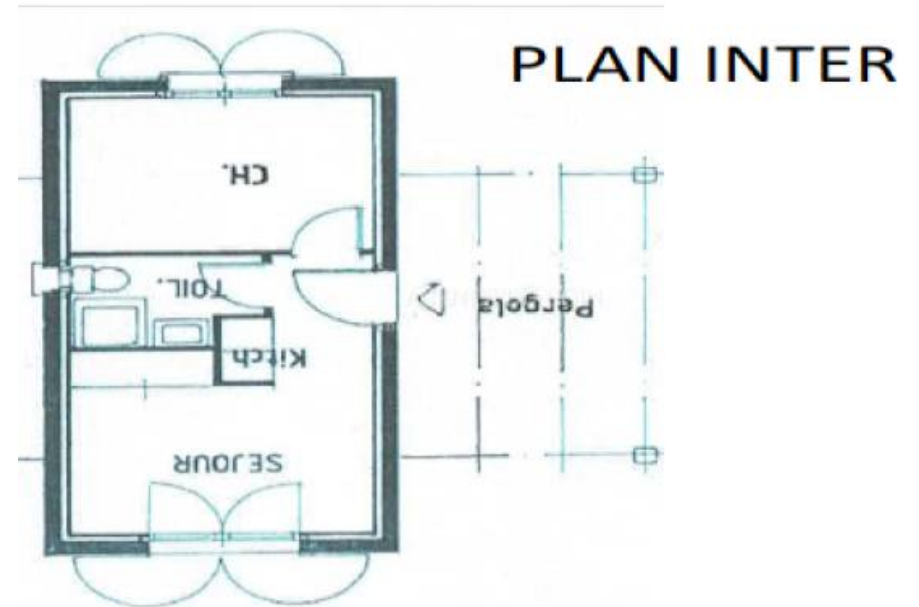 PLAN INTER
CH.
TOIL.
Pergola
Kitch
SEJOUR